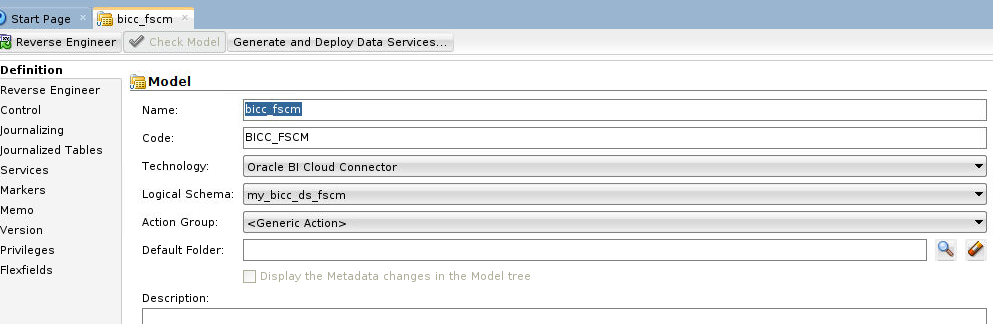 Start Page bicc_fscm
Reverse Engineer Check Model Generate and Deploy Data Services...
Definition
Reverse Engineer
Control
Journalizing
Journalized Tables
Services
Markers
Memo
Version
Privileges
Flexfields
Model
Name: bicc_fscm
Code: BICC_FSCM
Technology: Oracle BI Cloud Connector
Logical Schema: my_bicc_ds_fscm
Action Group: <Generic Action>
Default Folder:
Display the Metadata changes in the Model tree
Description: